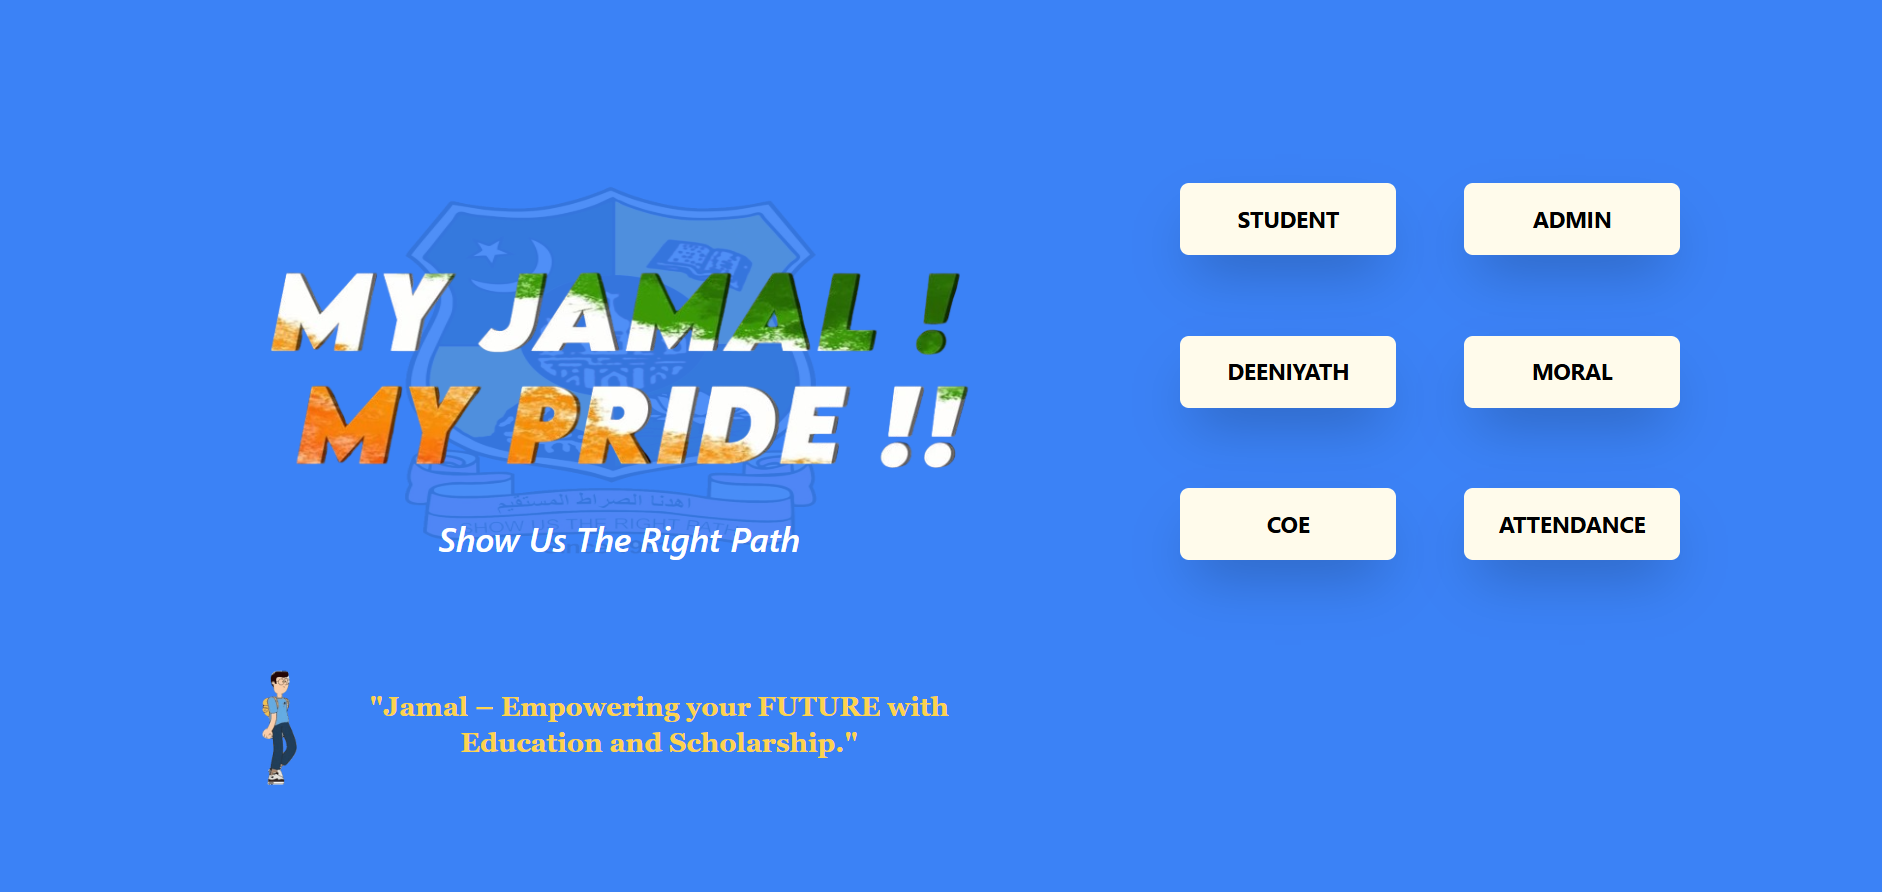 MY JAMAL !
MY PRIDE !!
اهدنا الصراط المستقيم
SHOW US THE RIGHT PATH
Show Us The Right Path
"Jamal – Empowering your FUTURE with
Education and Scholarship."
STUDENT
ADMIN
DEENIYATH
MORAL
COE
ATTENDANCE